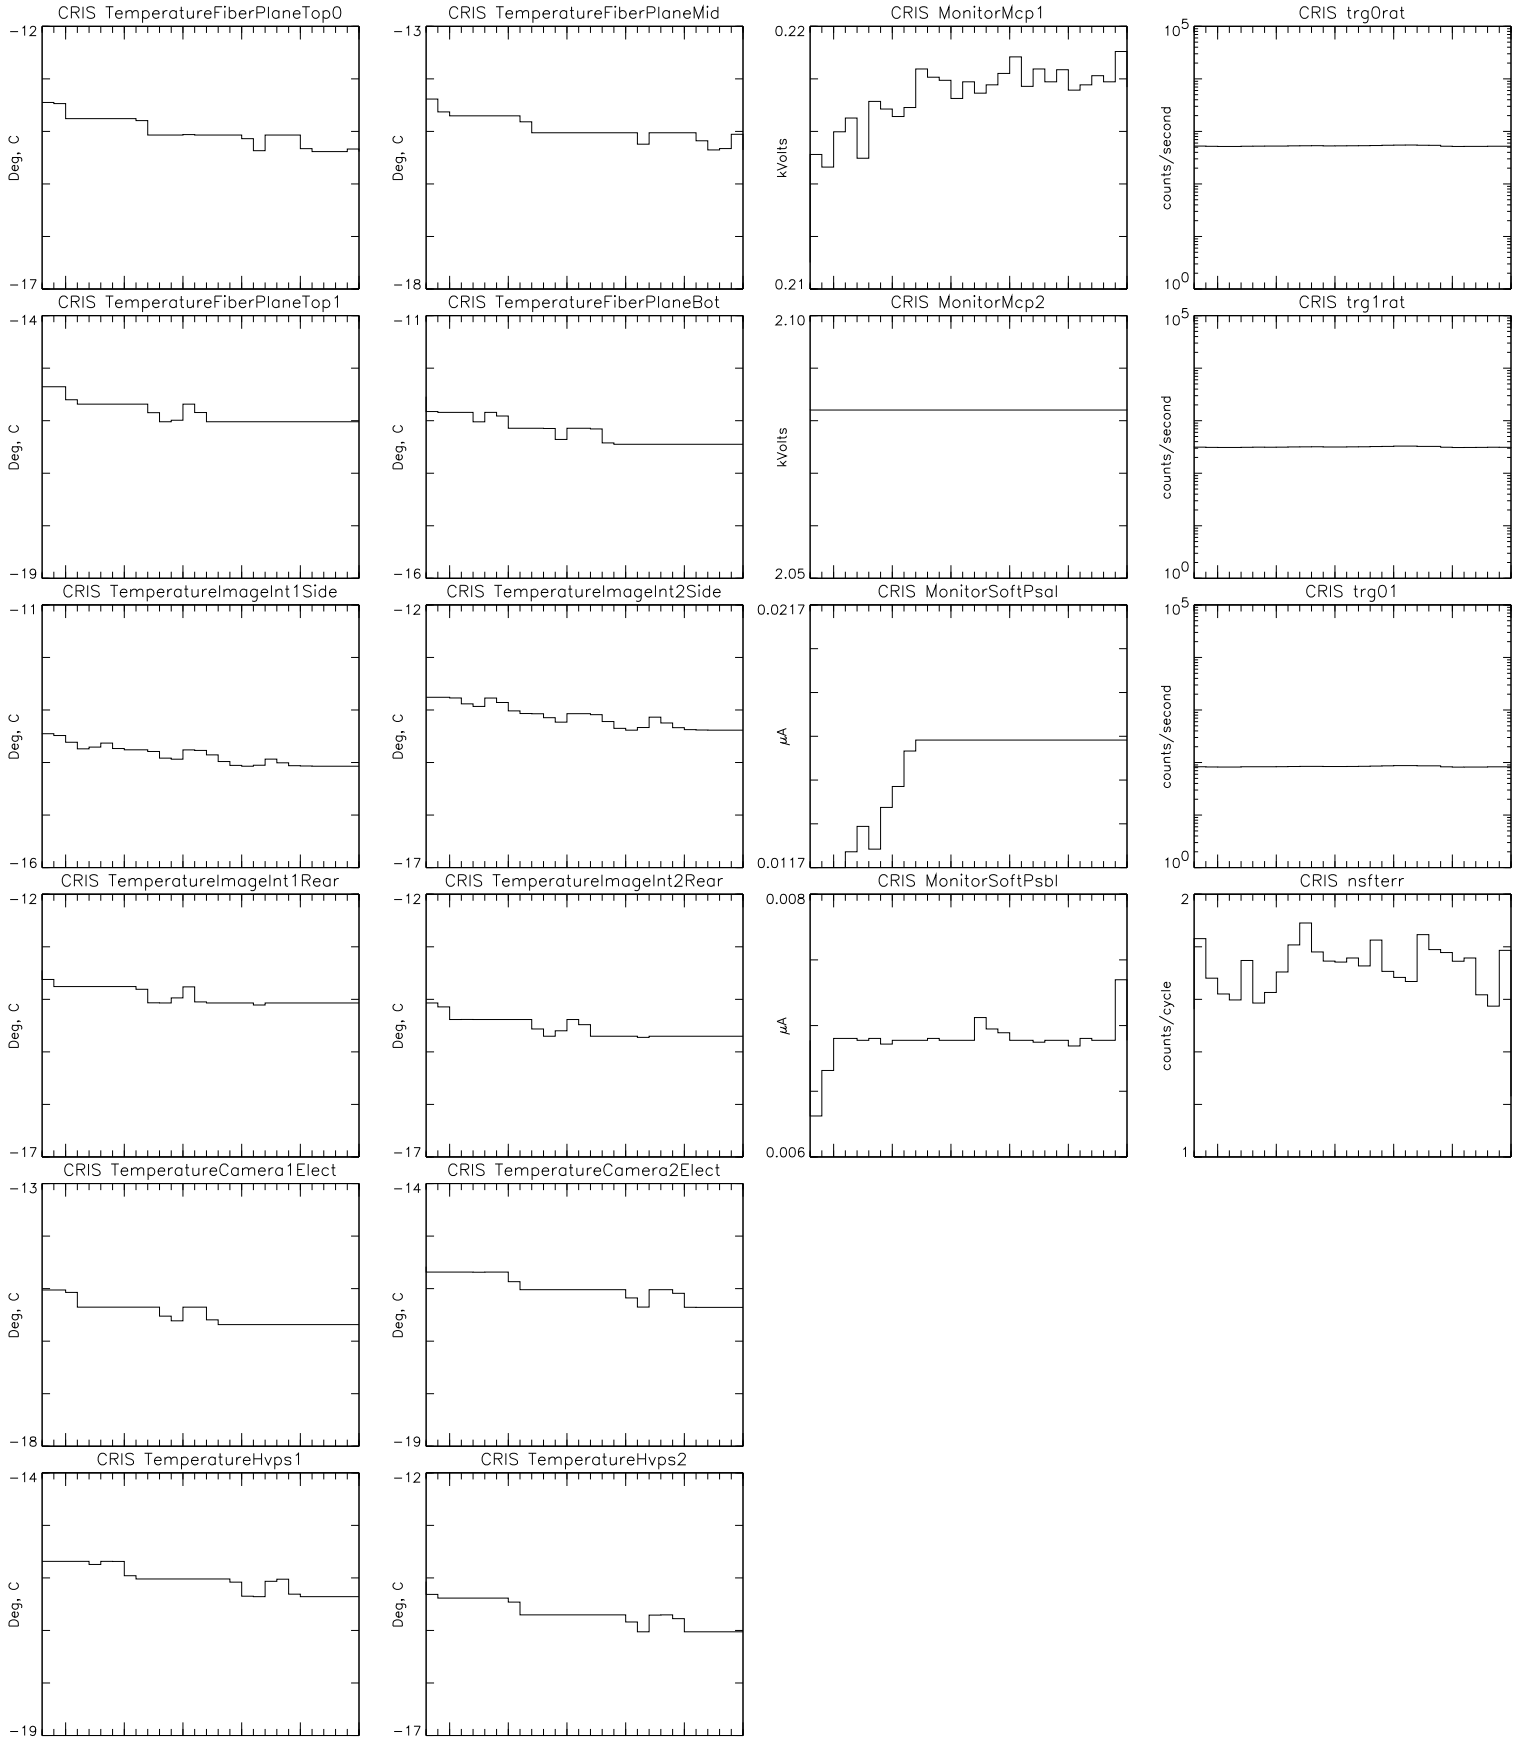 CRIS TemperatureFiberPlaneTop0
-12
Deg, C
-17
CRIS TemperatureFiberPlaneMid
-13
Deg, C
-18
CRIS MonitorMcp1
0.22
kVolts
0.21
CRIS trg0rat
10^5
counts/second
10^0
CRIS TemperatureFiberPlaneTop1
-14
Deg, C
-19
CRIS TemperatureFiberPlaneBot
-11
Deg, C
-16
CRIS MonitorMcp2
2.10
kVolts
2.05
CRIS trg1rat
10^5
counts/second
10^0
CRIS TemperatureImageInt1Side
-11
Deg, C
-16
CRIS TemperatureImageInt2Side
-12
Deg, C
-17
CRIS MonitorSoftPsaI
0.0217
μA
0.0117
CRIS trg01
10^5
counts/second
10^0
CRIS TemperatureImageInt1Rear
-12
Deg, C
-17
CRIS TemperatureImageInt2Rear
-12
Deg, C
-17
CRIS MonitorSoftPsbI
0.008
μA
0.006
CRIS nsfterr
2
counts/cycle
1
CRIS TemperatureCamera1Elect
-13
Deg, C
-18
CRIS TemperatureCamera2Elect
-14
Deg, C
-19
CRIS TemperatureHvps1
-14
Deg, C
-19
CRIS TemperatureHvps2
-12
Deg, C
-17